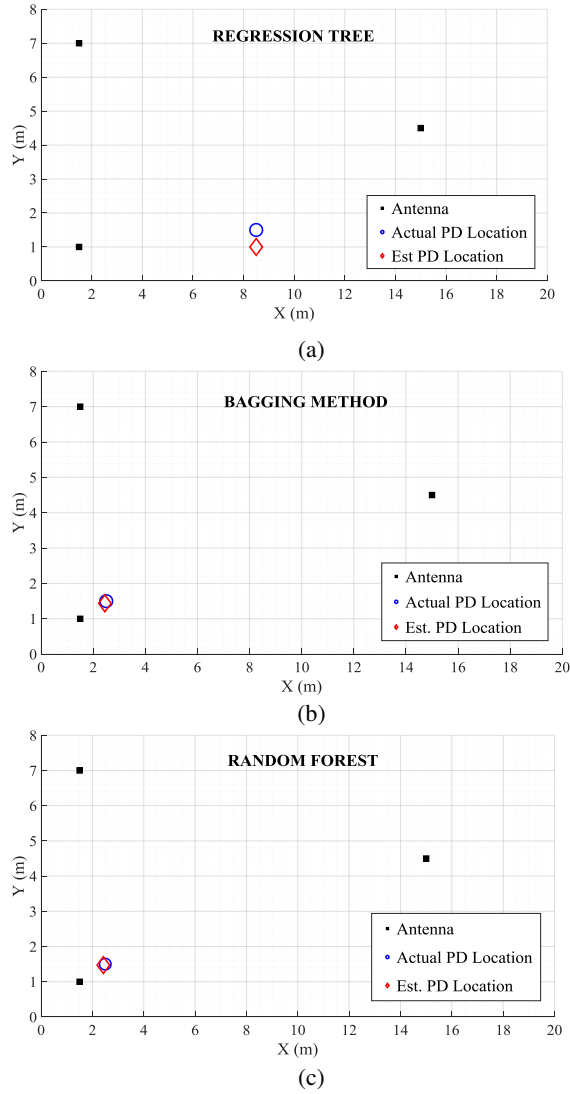 8
REGRESSION TREE
7
6
5
Y (m)
4
3
2
1
0
Antenna
Actual PD Location
Est PD Location
0 2 4 6 8 10 12 14 16 18 20
X (m)
(a)
8
BAGGING METHOD
7
6
5
Y (m)
4
3
2
1
0
Antenna
Actual PD Location
Est. PD Location
0 2 4 6 8 10 12 14 16 18 20
X (m)
(b)
8
RANDOM FOREST
7
6
5
Y (m)
4
3
2
1
0
Antenna
Actual PD Location
Est. PD Location
0 2 4 6 8 10 12 14 16 18 20
X (m)
(c)